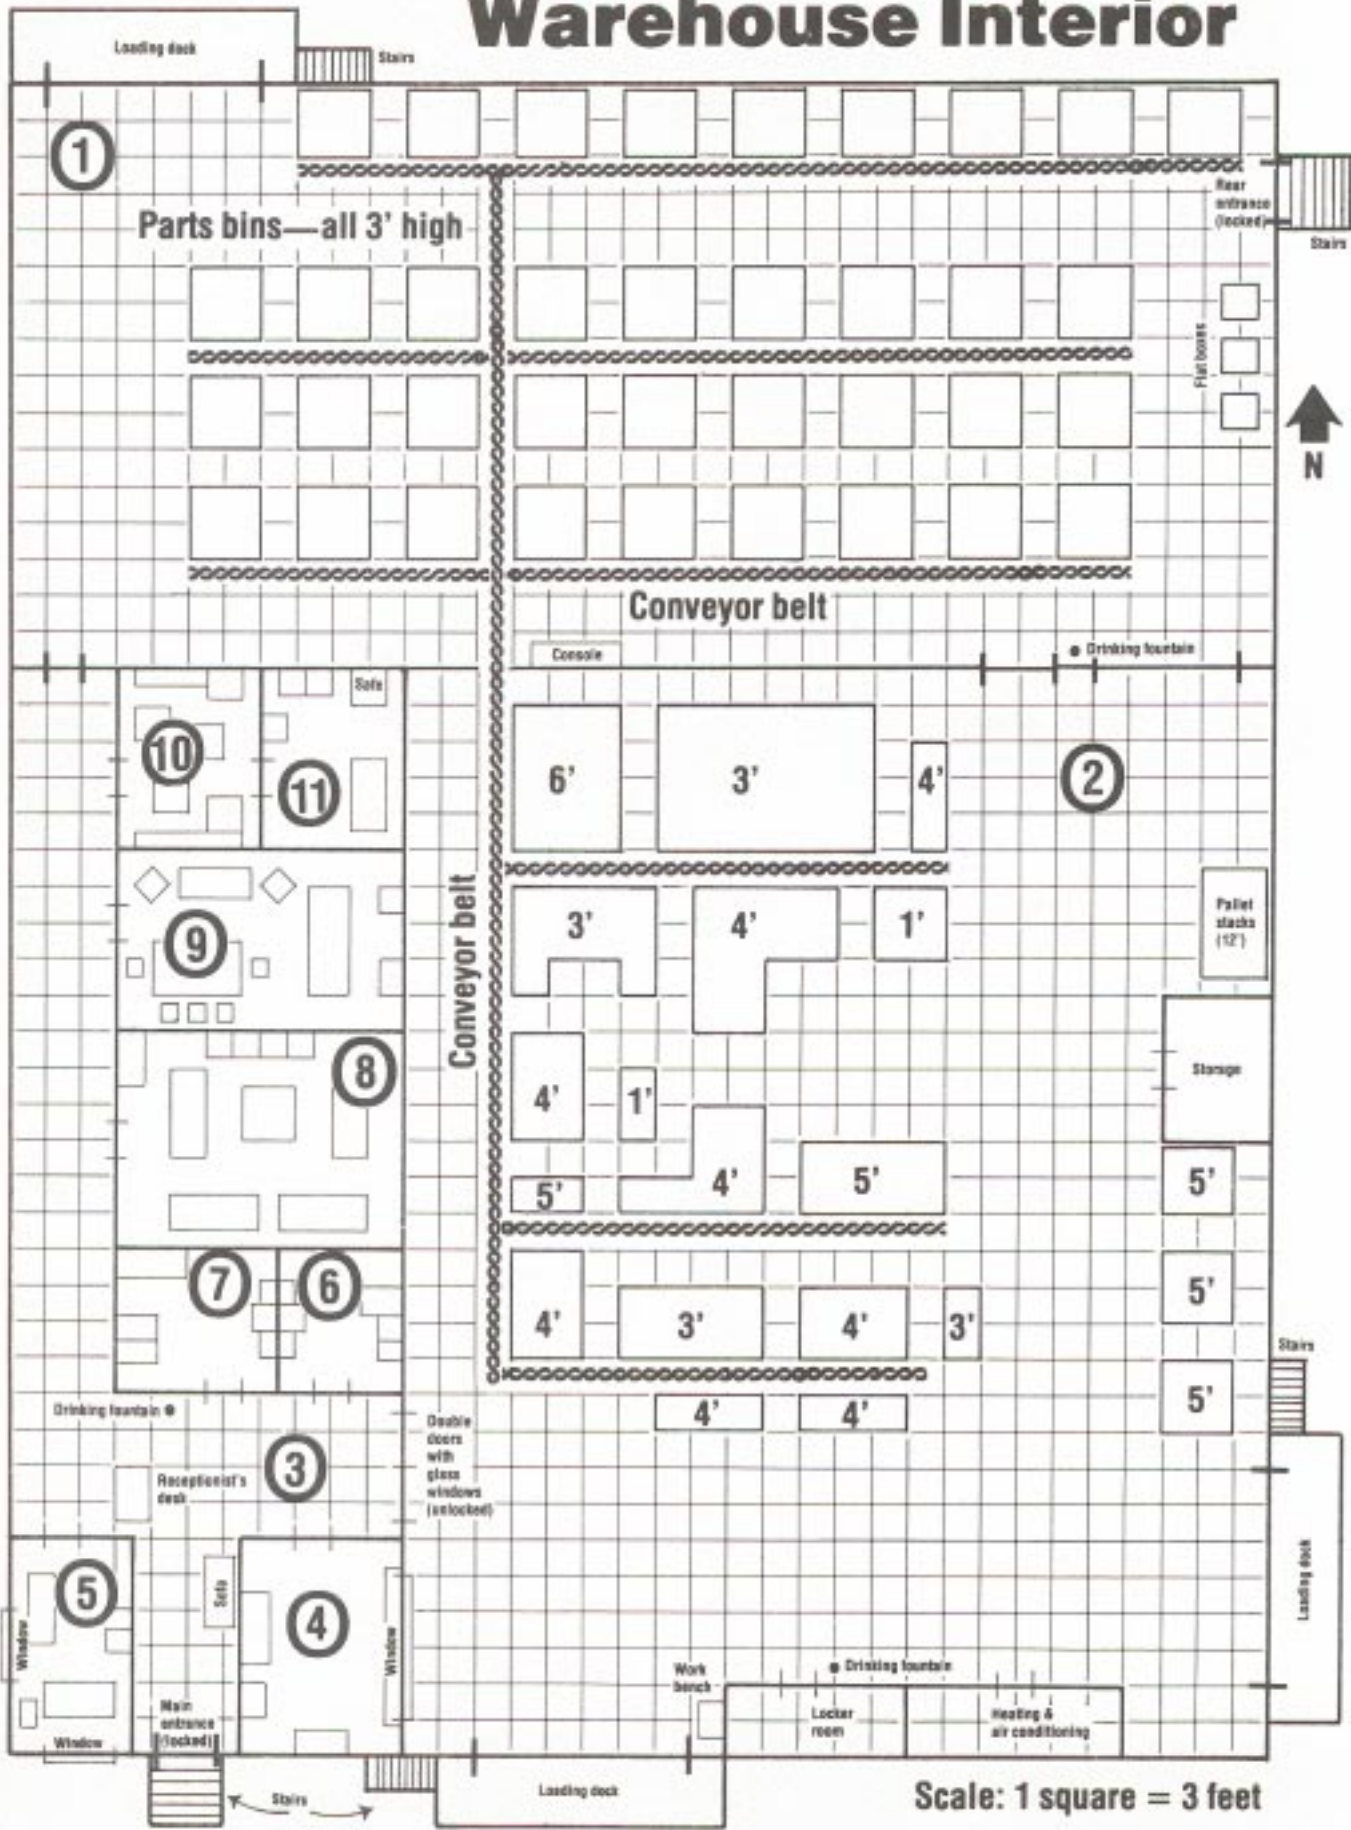 Warehouse Interior
Loading dock
Stairs
1
Rear
entrance
(locked)
Stairs
Parts bins—all 3' high
Flat boxes
N
Conveyor belt
Console
Drinking fountain
Safe
10
11
6'
3'
4'
2
9
Conveyor belt
3'
4'
1'
Pallet
stacks
(12')
8
4'
1'
Storage
5'
4'
5'
5'
7
6
4'
3'
4'
3'
5'
Stairs
5'
4'
4'
Drinking fountain
3
Double
doors
with
glass
windows
(unlocked)
Receptionist's
desk
5
Sofa
4
Window
Window
Loading dock
Main
entrance
(locked)
Window
Work
bench
Drinking fountain
Locker
room
Heating &
air conditioning
Stairs
Loading dock
Scale: 1 square = 3 feet